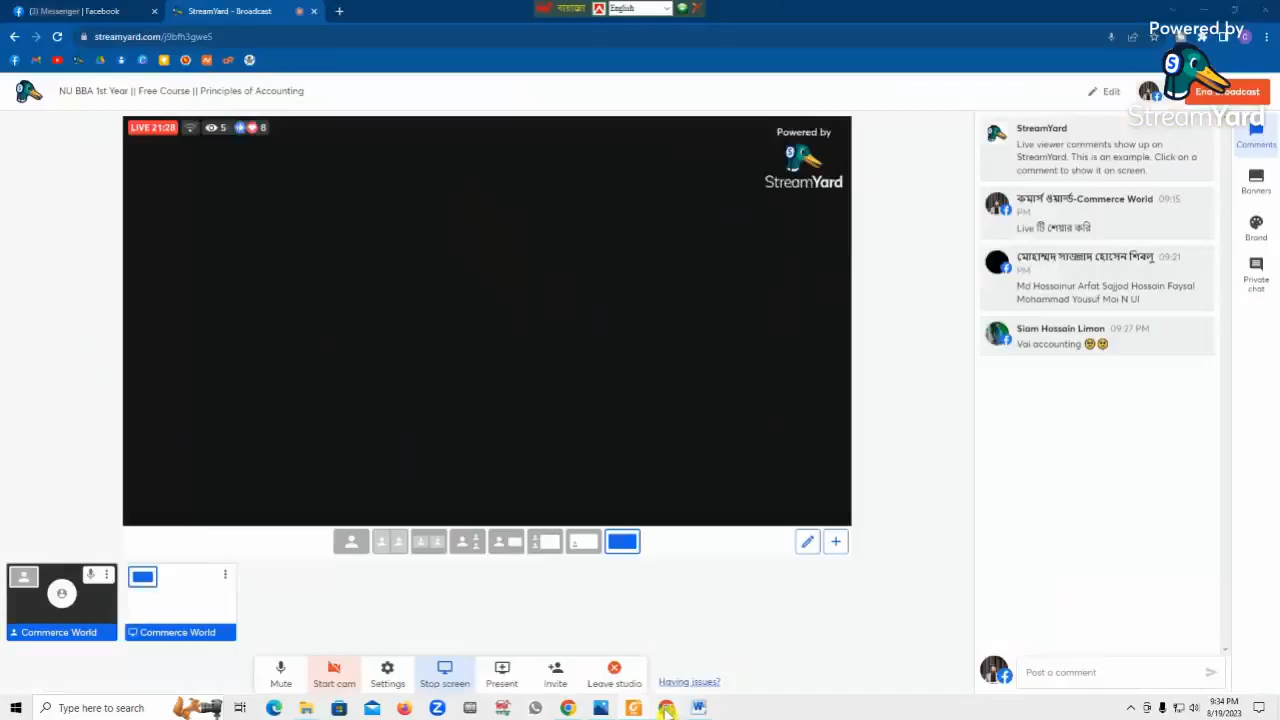 (3) Messenger | Facebook
StreamYard - Broadcast
English
streamyard.com/j9bfh3gwe5
Powered by
StreamYard
NU BBA 1st Year || Free Course || Principles of Accounting
Edit
End broadcast
LIVE 21:28
5
8
Powered by
StreamYard
StreamYard
Live viewer comments show up on
StreamYard. This is an example. Click on a
comment to show it on screen.
কমার্স ওয়ার্ল্ড-Commerce World 09:15
PM
Live টি শেয়ার করি
মোহাম্মদ সাজ্জাদ হোসেন শিবলু 09:21
PM
Md Hossainur Arfat Sajjad Hossain Faysal
Mohammad Yousuf Moi N Ul
Siam Hossain Limon 09:27 PM
Vai accounting
Comments
Banners
Brand
Private
chat
Commerce World
Commerce World
Mute
Start cam
Settings
Stop screen
Present
Invite
Leave studio
Having issues?
Post a comment
Type here to search
9:34 PM
8/19/2023